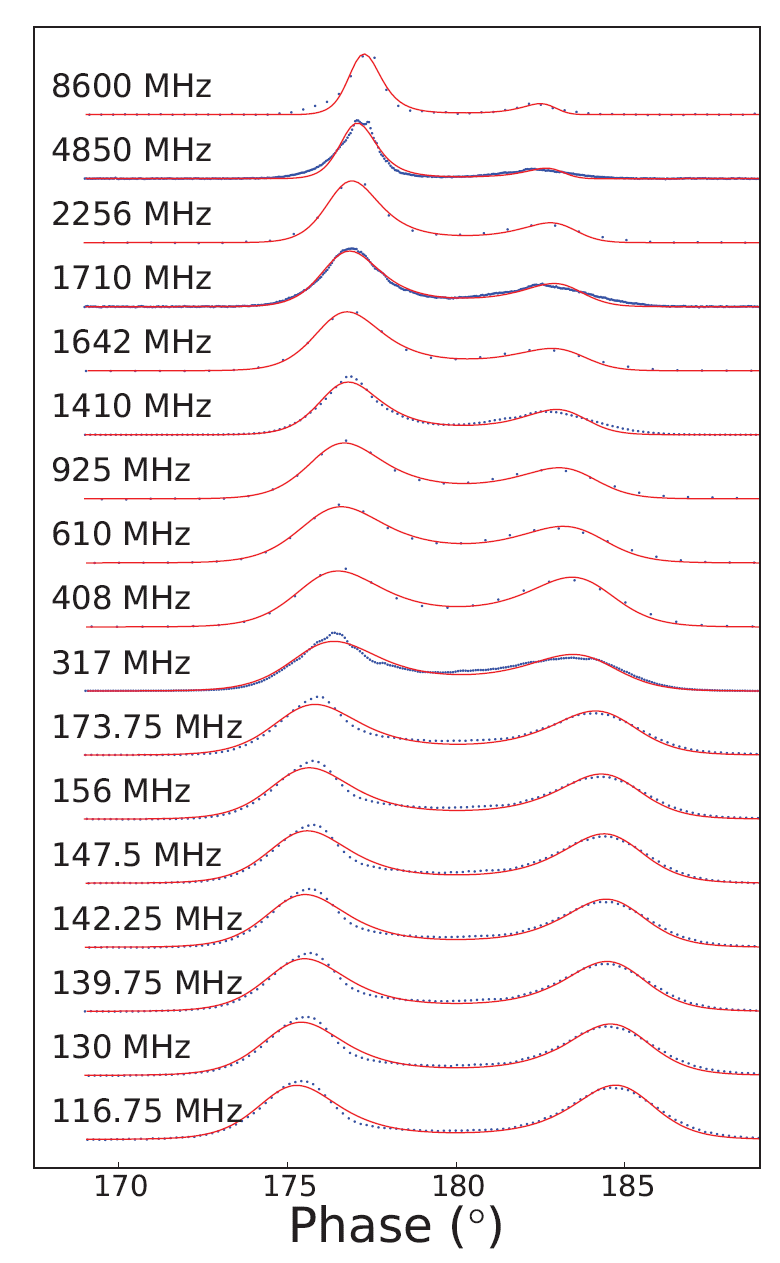 8600 MHz
4850 MHz
2256 MHz
1710 MHz
1642 MHz
1410 MHz
925 MHz
610 MHz
408 MHz
317 MHz
173.75 MHz
156 MHz
147.5 MHz
142.25 MHz
139.75 MHz
130 MHz
116.75 MHz
170 175 180 185
Phase (°)